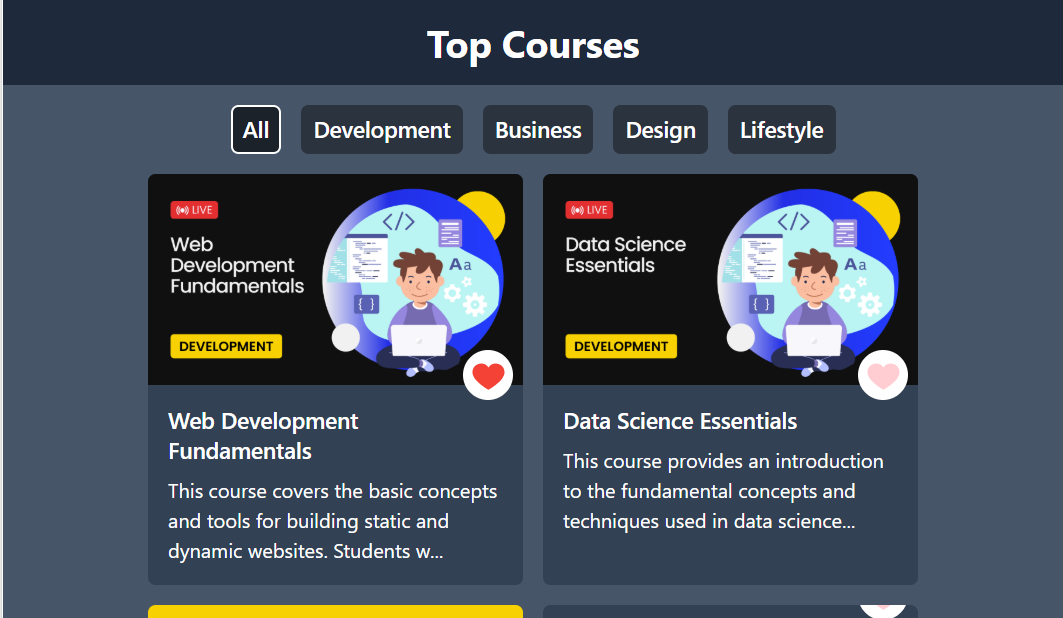 Top Courses
All Development Business Design Lifestyle
LIVE
Web
Development
Fundamentals
DEVELOPMENT
</>
Aa
{ }
Web Development
Fundamentals
This course covers the basic concepts
and tools for building static and
dynamic websites. Students w...
LIVE
Data Science
Essentials
DEVELOPMENT
</>
Aa
{ }
Data Science Essentials
This course provides an introduction
to the fundamental concepts and
techniques used in data science...